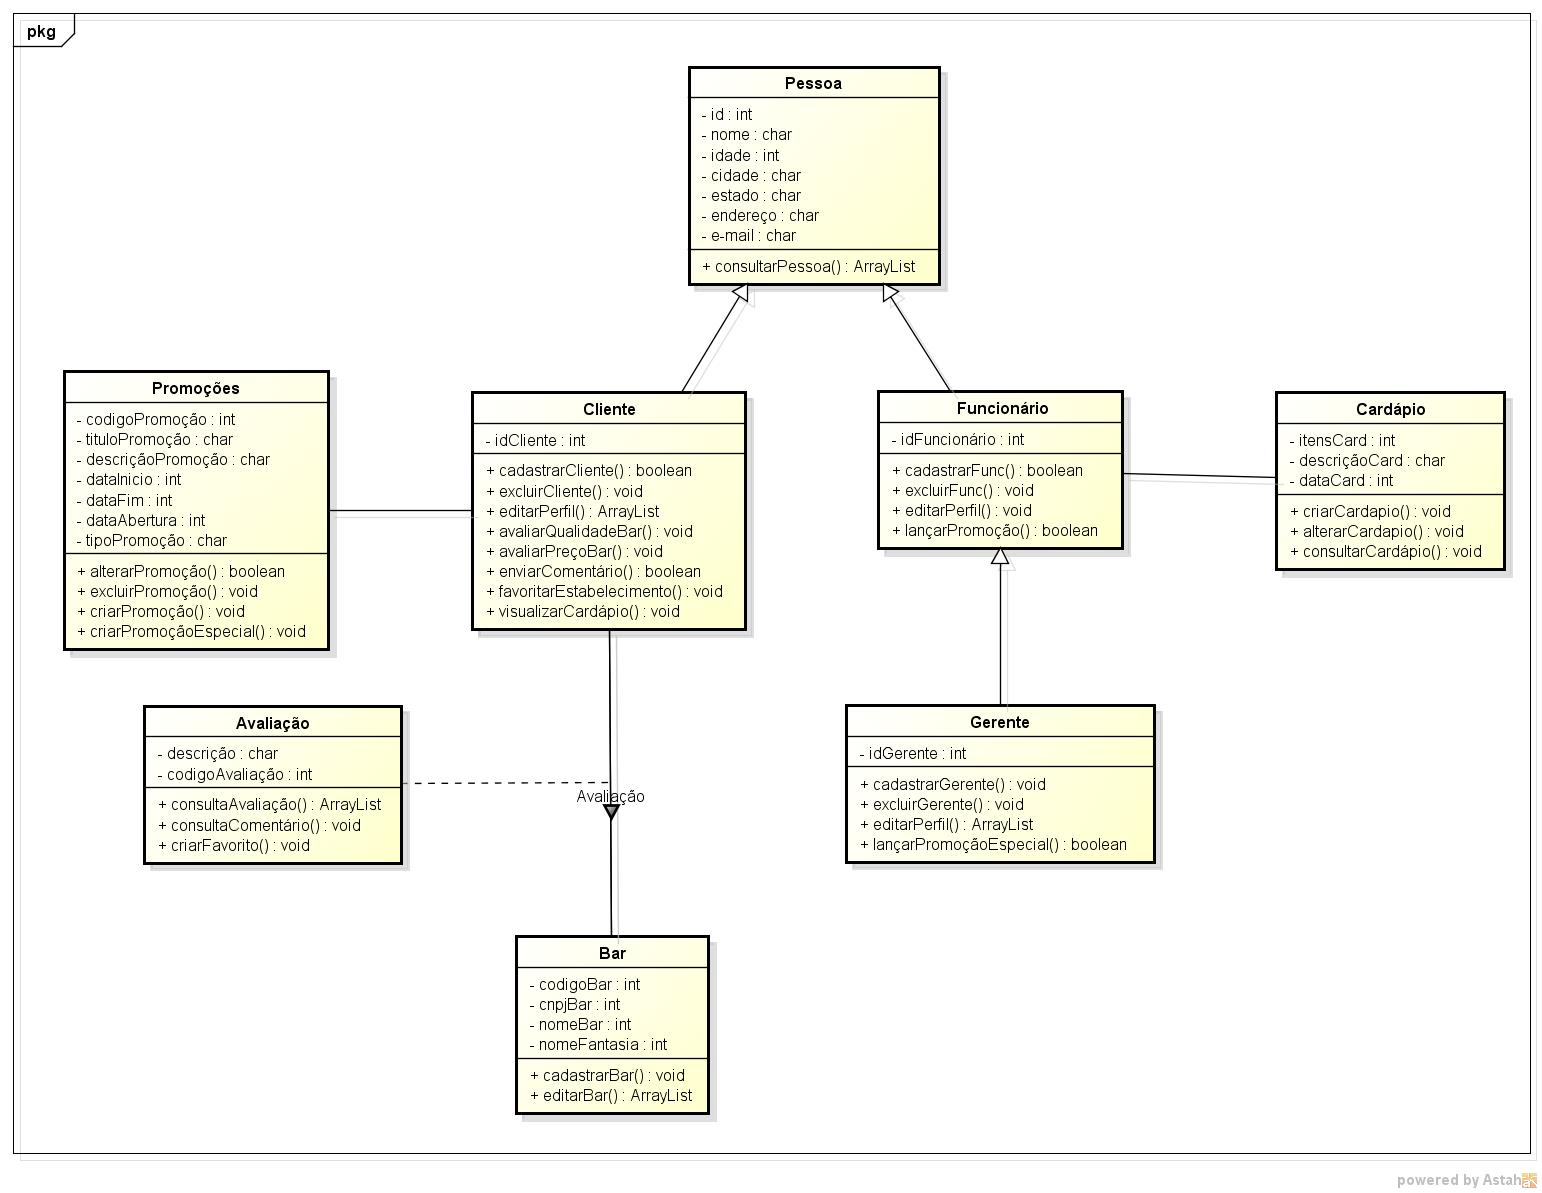 pkg
Pessoa
- id : int
- nome : char
- idade : int
- cidade : char
- estado : char
- endereço : char
- e-mail : char
+ consultarPessoa() : ArrayList
Promoções
- codigoPromoção : int
- tituloPromoção : char
- descriçãoPromoção : char
- dataInicio : int
- dataFim : int
- dataAbertura : int
- tipoPromoção : char
+ alterarPromoção() : boolean
+ excluirPromoção() : void
+ criarPromoção() : void
+ criarPromoçãoEspecial() : void
Cliente
- idCliente : int
+ cadastrarCliente() : boolean
+ excluirCliente() : void
+ editarPerfil() : ArrayList
+ avaliarQualidadeBar() : void
+ avaliarPreçoBar() : void
+ enviarComentário() : boolean
+ favoritarEstabelecimento() : void
+ visualizarCardápio() : void
Funcionário
- idFuncionário : int
+ cadastrarFunc() : boolean
+ excluirFunc() : void
+ editarPerfil() : void
+ lançarPromoção() : boolean
Cardápio
- itensCard : int
- descriçãoCard : char
- dataCard : int
+ criarCardapio() : void
+ alterarCardapio() : void
+ consultarCardápio() : void
Avaliação
- descrição : char
- codigoAvaliação : int
+ consultaAvaliação() : ArrayList
+ consultaComentário() : void
+ criarFavorito() : void
Avaliação
Gerente
- idGerente : int
+ cadastrarGerente() : void
+ excluirGerente() : void
+ editarPerfil() : ArrayList
+ lançarPromoçãoEspecial() : boolean
Bar
- codigoBar : int
- cnpjBar : int
- nomeBar : int
- nomeFantasia : int
+ cadastrarBar() : void
+ editarBar() : ArrayList
powered by Astah